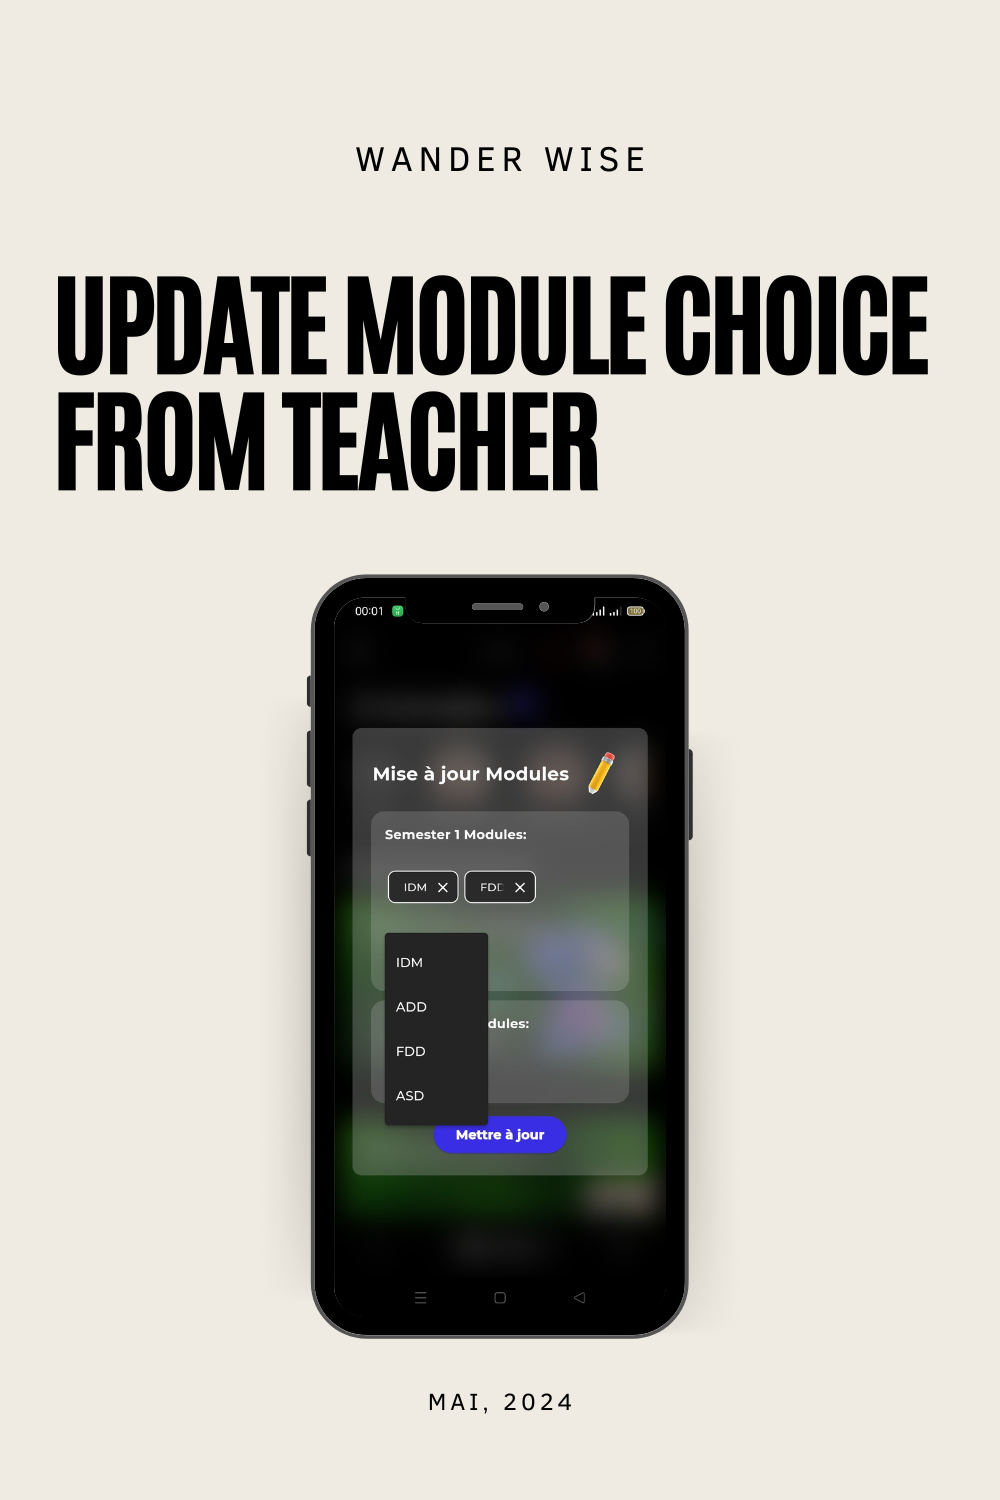 WANDER WISE
UPDATE MODULE CHOICE
FROM TEACHER
00:01
100
Mise à jour Modules
Semester 1 Modules:
IDM
FDD
IDM
ADD
dules:
FDD
ASD
Mettre à jour
MAI, 2024